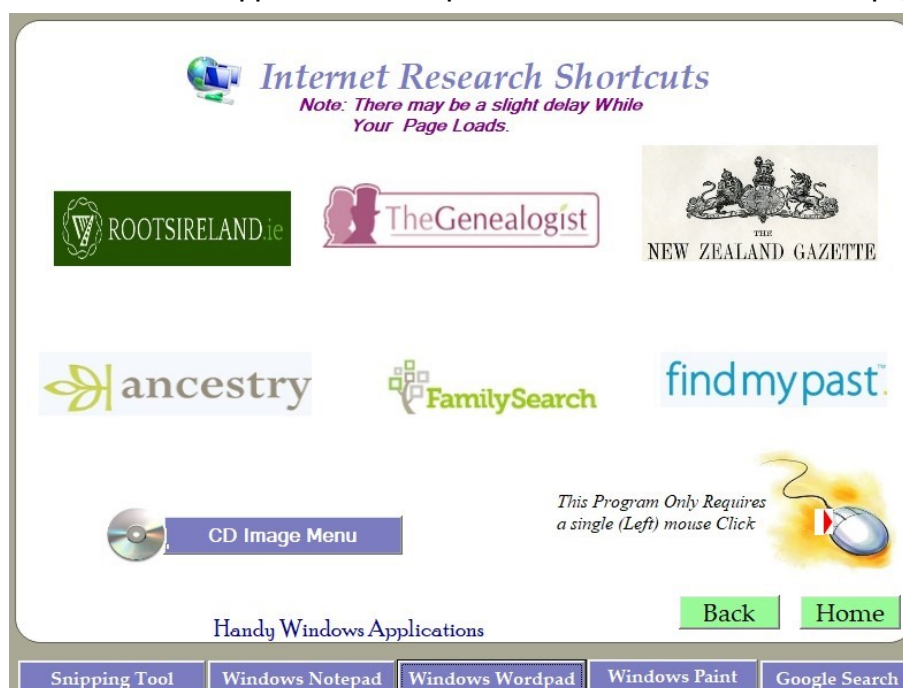 Internet Research Shortcuts
Note: There may be a slight delay While
Your Page Loads.
ROOTSIRELAND.ie
TheGenealogist
THE
NEW ZEALAND GAZETTE
ancestry
FamilySearch
findmypast
This Program Only Requires
a single (Left) mouse Click
CD Image Menu
Back
Home
Handy Windows Applications
Snipping Tool
Windows Notepad
Windows Wordpad
Windows Paint
Google Search